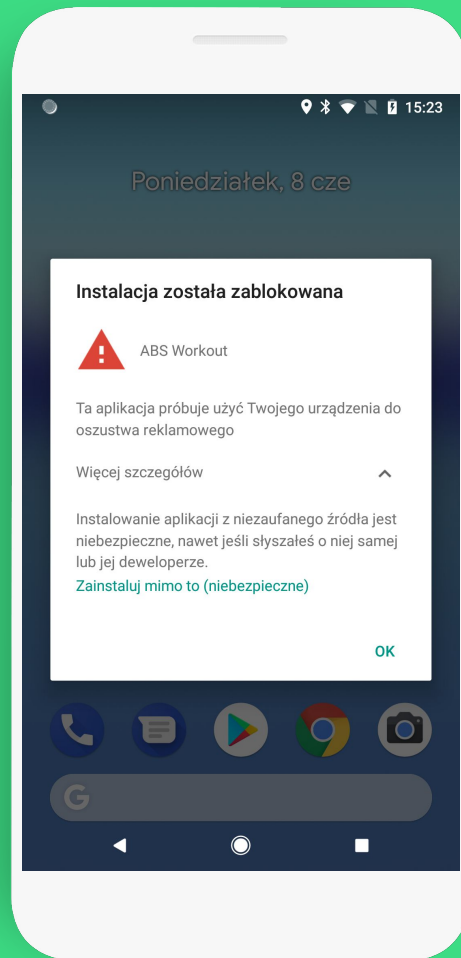 15:23
Poniedziałek, 8 cze
Instalacja została zablokowana
ABS Workout
Ta aplikacja próbuje użyć Twojego urządzenia do
oszustwa reklamowego
Więcej szczegółów
Instalowanie aplikacji z niezaufanego źródła jest
niebezpieczne, nawet jeśli słyszałeś o niej samej
lub jej deweloperze.
Zainstaluj mimo to (niebezpieczne)
OK
G